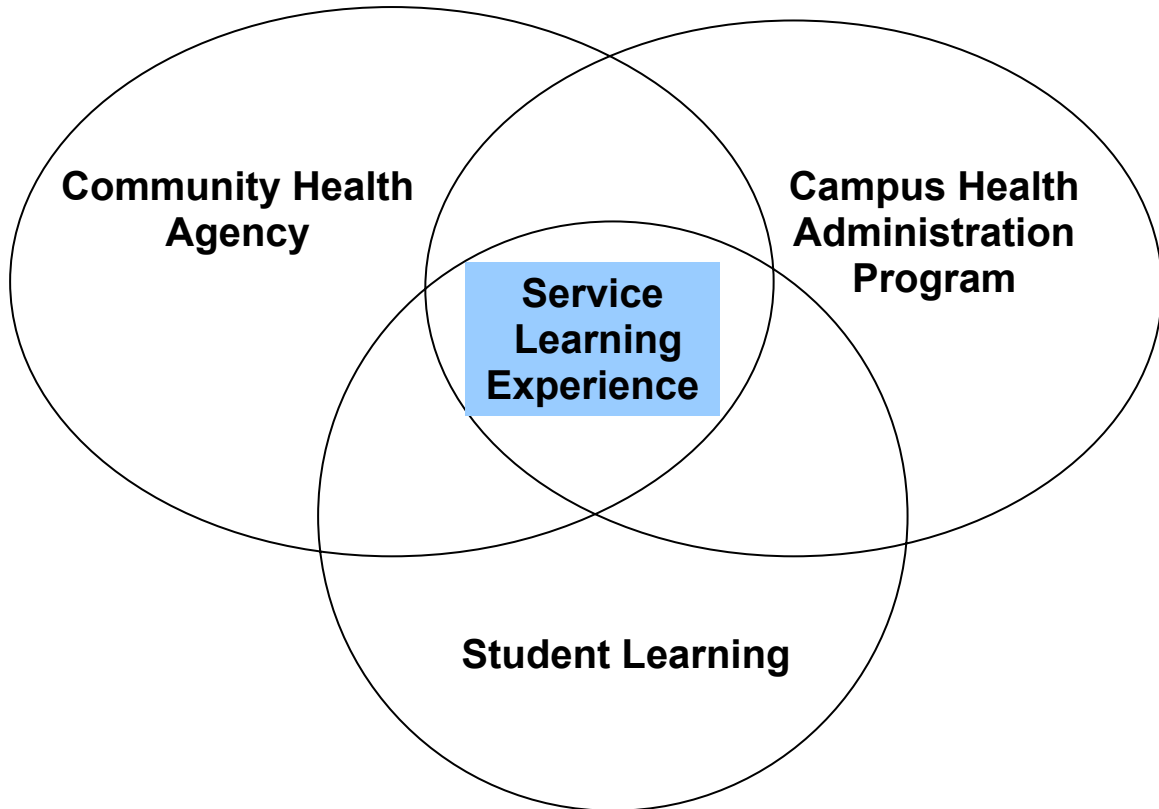 Community Health
Agency
Campus Health
Administration
Program
Service
Learning
Experience
Student Learning